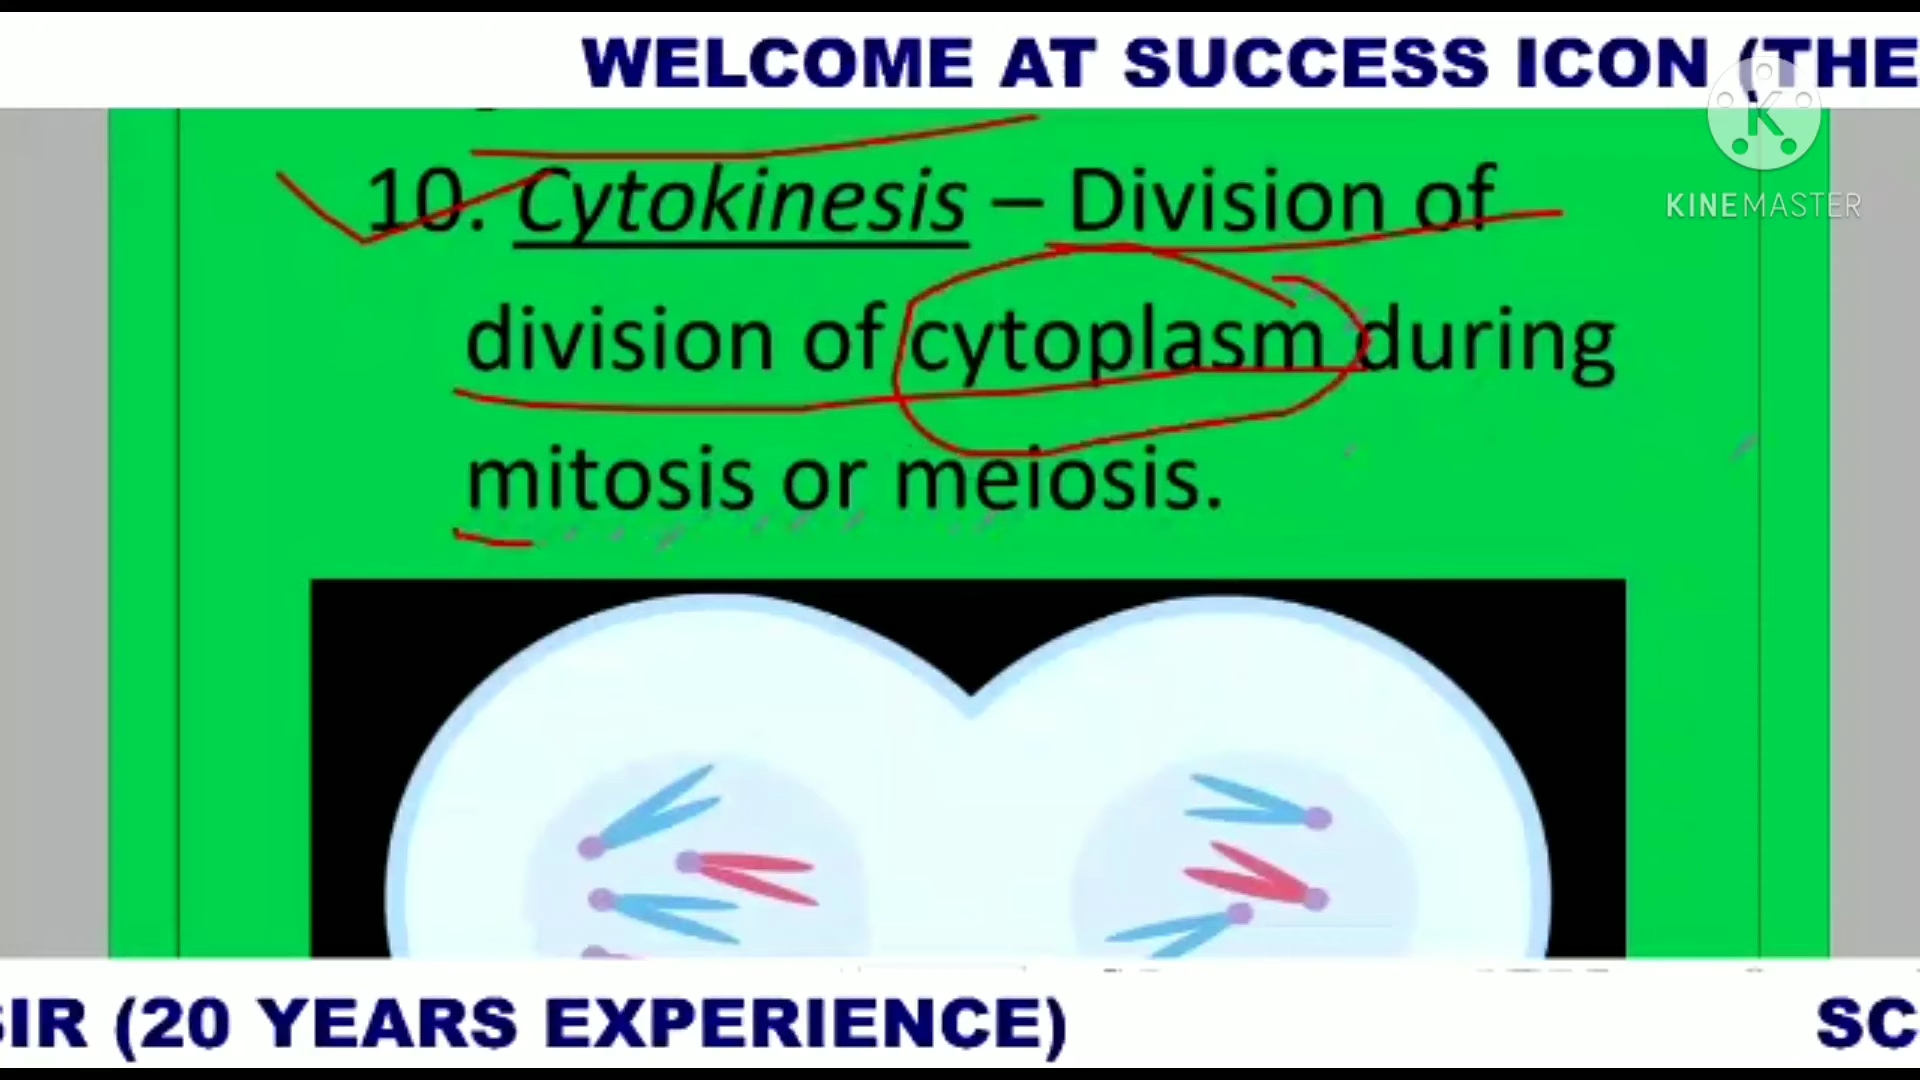 WELCOME AT SUCCESS ICON (THE
KINEMASTER
10. Cytokinesis – Division of
division of cytoplasm during
mitosis or meiosis.
SIR (20 YEARS EXPERIENCE)
SC